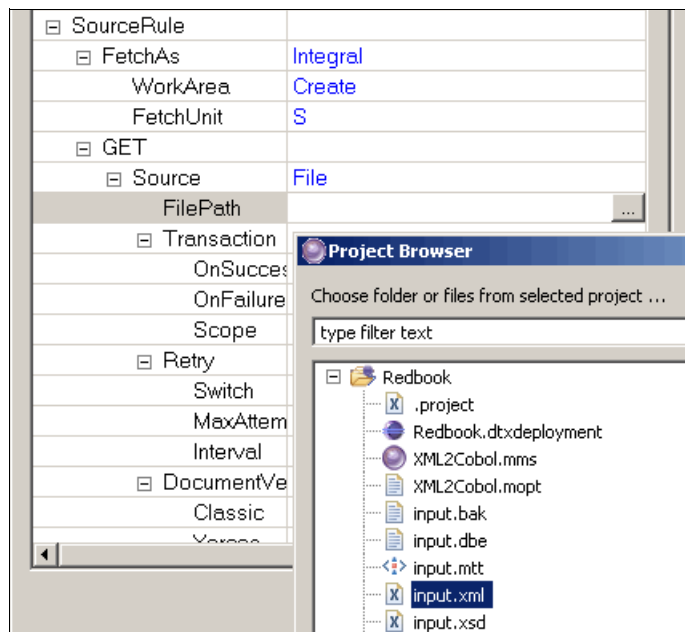 SourceRule
FetchAs Integral
WorkArea Create
FetchUnit S
GET
Source File
FilePath ...
Transaction
OnSucces
OnFailure
Scope
Retry
Switch
MaxAttem
Interval
DocumentVe
Classic
Xerces
Project Browser
Choose folder or files from selected project ...
type filter text
Redbook
.project
Redbook.dtxdeployment
XML2Cobol.mms
XML2Cobol.mopt
input.bak
input.dbe
input.mtt
input.xml
input.xsd